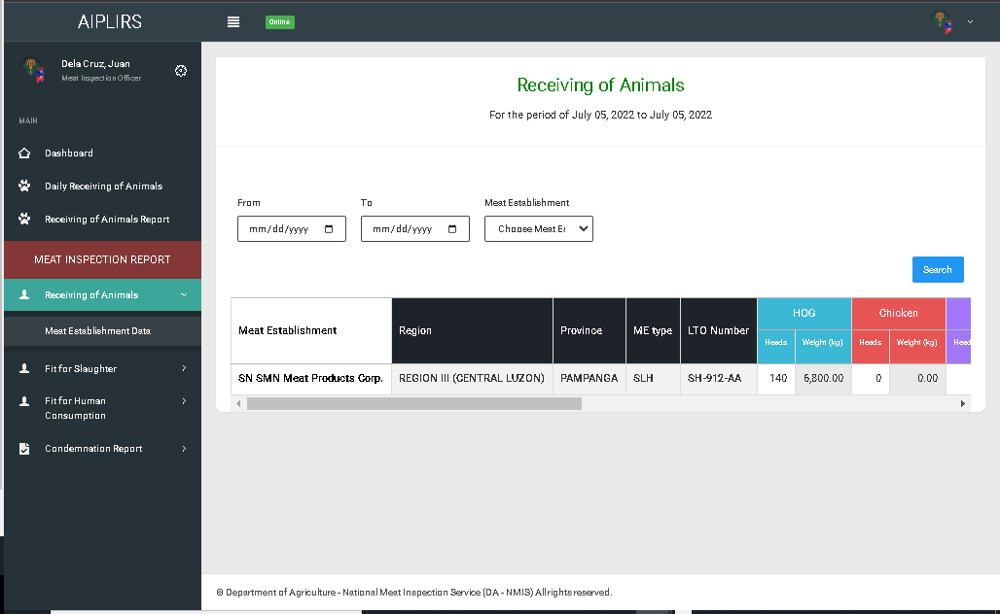 AIPLIRS
Online
Dela Cruz, Juan
Meat Inspection Officer
MAIN
Dashboard
Daily Receiving of Animals
Receiving of Animals Report
MEAT INSPECTION REPORT
Receiving of Animals
Meat Establishment Data
Fit for Slaughter
Fit for Human
Consumption
Condemnation Report
Receiving of Animals
For the period of July 05, 2022 to July 05, 2022
From To Meat Establishment
mm/dd/yyyy mm/dd/yyyy Choose Meat Es
Search
HOG Chicken
Meat Establishment Region Province ME type LTO Number
Heads Weight (kg) Heads Weight (kg) Head
SN SMN Meat Products Corp. REGION III (CENTRAL LUZON) PAMPANGA SLH SH-912-AA 140 6,800.00 0 0.00
© Department of Agriculture - National Meat Inspection Service (DA - NMIS) All rights reserved.